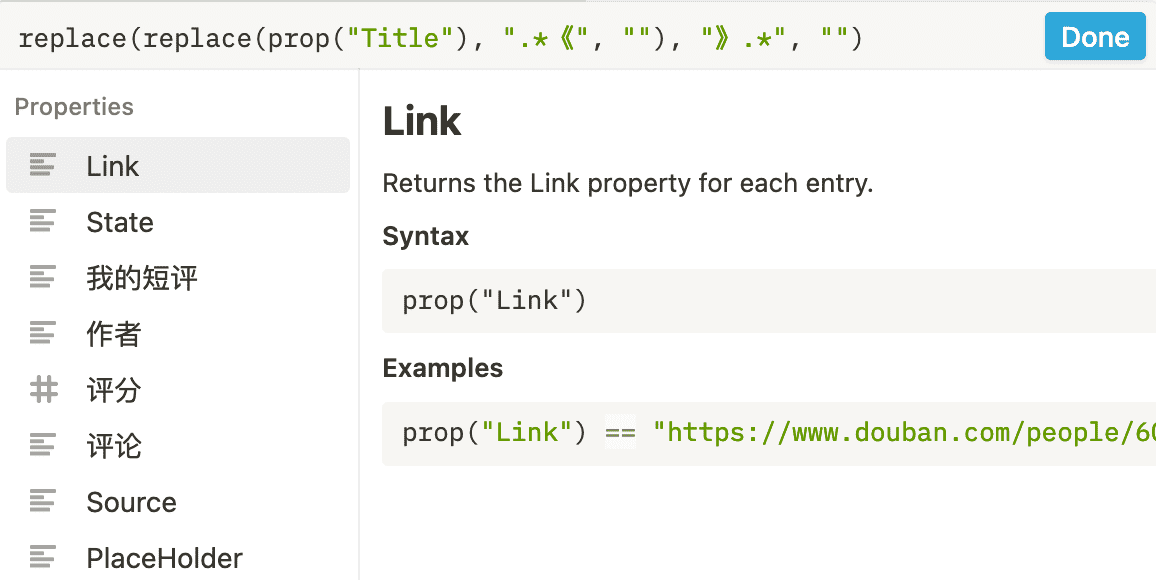 replace(replace(prop("Title"), ".*《", ""), "》.*", "")
Done
Properties
Link
State
我的短评
作者
评分
评论
Source
PlaceHolder
Link
Returns the Link property for each entry.
Syntax
prop("Link")
Examples
prop("Link") == "https://www.douban.com/people/60